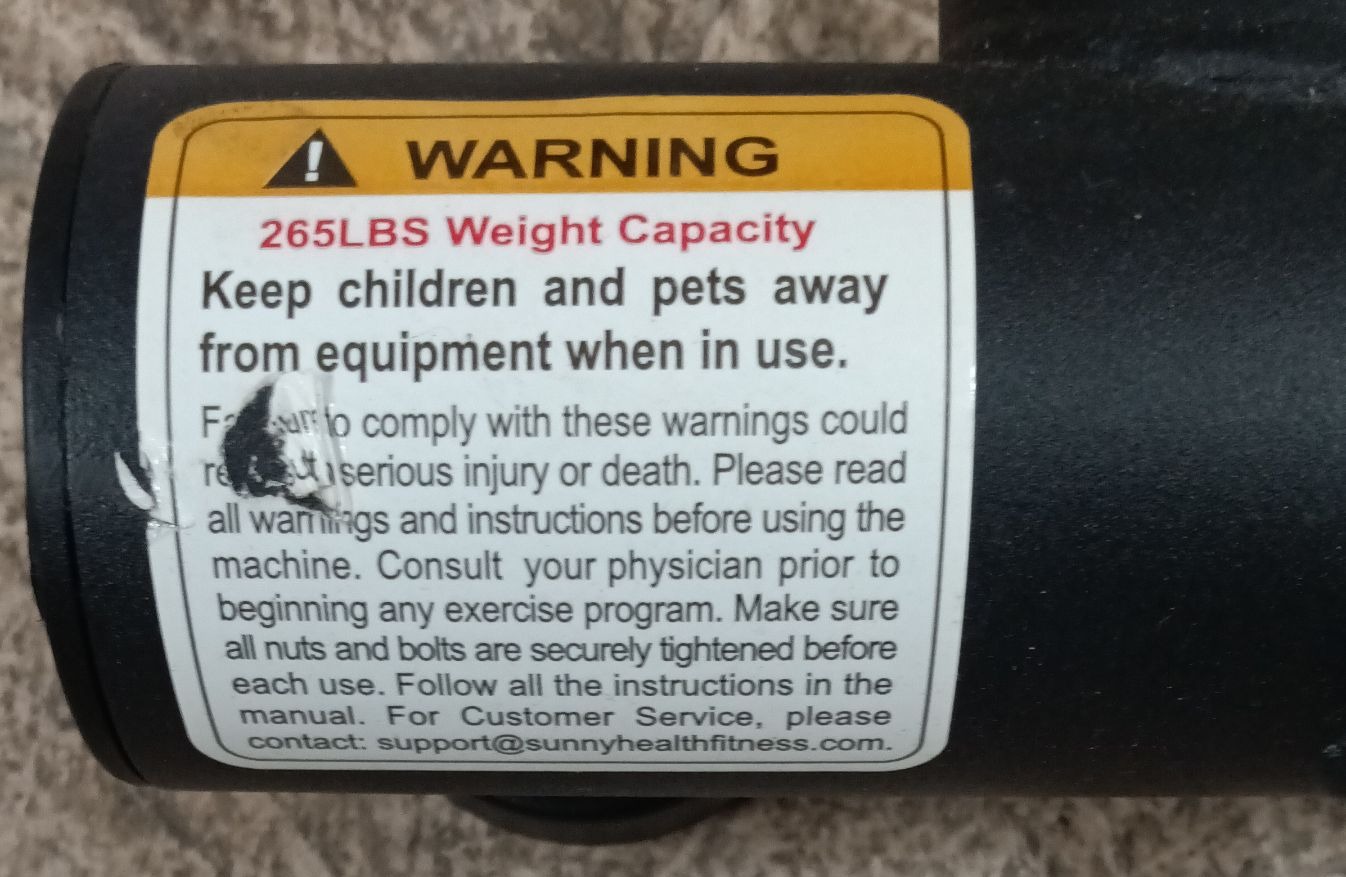 ! WARNING
265LBS Weight Capacity
Keep children and pets away
from equipment when in use.
to comply with these warnings could
serious injury or death. Please read
all warnings and instructions before using the
machine. Consult your physician prior to
beginning any exercise program. Make sure
all nuts and bolts are securely tightened before
each use. Follow all the instructions in the
manual. For Customer Service, please
contact: support@sunnyhealthfitness.com.